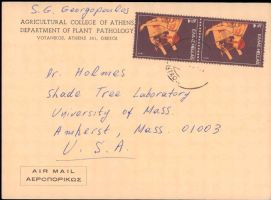 S.G. Georgopoulos
AGRICULTURAL COLLEGE OF ATHENS
DEPARTMENT OF PLANT PATHOLOGY
VOTANIKOS, ATHENS 301, GREECE
Dr. Holmes
Shade Tree Laboratory
University of Mass.
Amherst, Mass. 01003
U.S.A.
AIR MAIL
ΑΕΡΟΠΟΡΙΚΩΣ